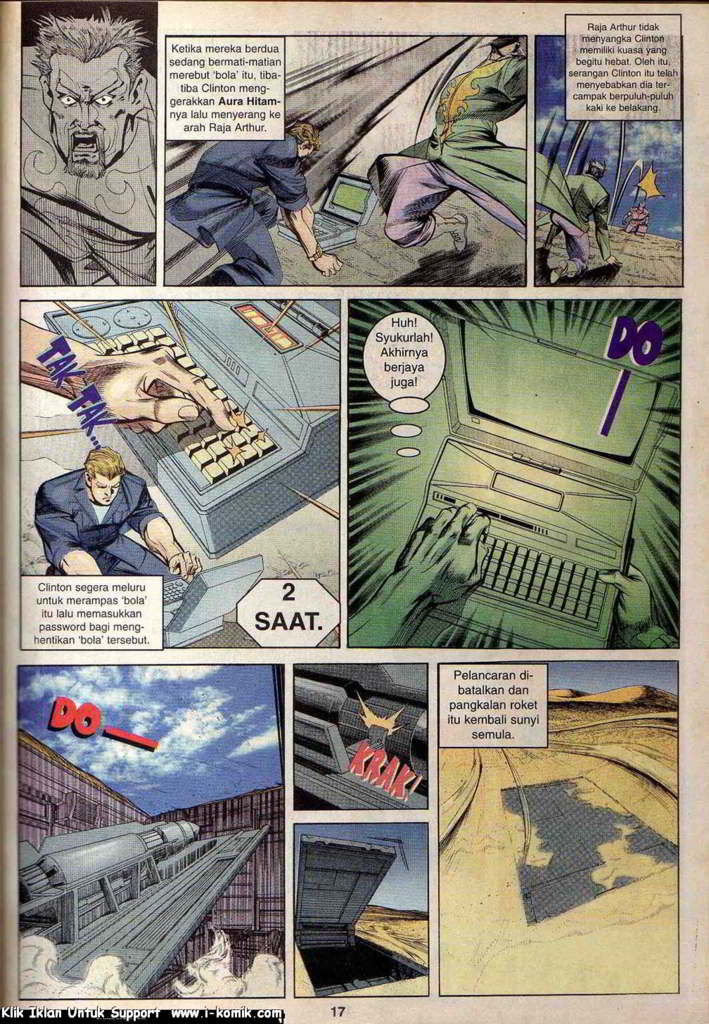 Ketika mereka berdua
sedang bermati-matian
merebut 'bola' itu, tiba-
tiba Clinton meng-
gerakkan Aura Hitam-
nya lalu menyerang ke
arah Raja Arthur.
Raja Arthur tidak
menyangka Clinton
memiliki kuasa yang
begitu hebat. Oleh itu,
serangan Clinton itu telah
menyebabkan dia ter-
campak berpuluh-puluh
kaki ke belakang.
TAK
TAK
TAK...
Clinton segera meluru
untuk merampas 'bola'
itu lalu memasukkan
password bagi meng-
hentikan 'bola' tersebut.
2
SAAT.
Huh!
Syukurlah!
Akhirnya
berjaya
juga!
DO—
DO—
KRAK!
Pelancaran di-
batalkan dan
pangkalan roket
itu kembali sunyi
semula.
17
Klik Iklan Untuk Support www.i-komik.com